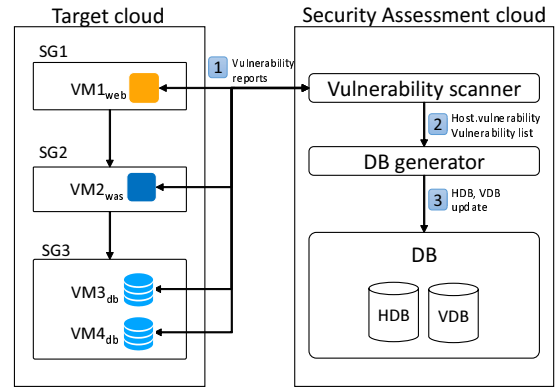 Target cloud
Security Assessment cloud
SG1
VM1web
1
Vulnerability
reports
Vulnerability scanner
2
Host.vulnerability
Vulnerability list
SG2
VM2was
DB generator
3
HDB, VDB
update
SG3
VM3db
VM4db
DB
HDB
VDB